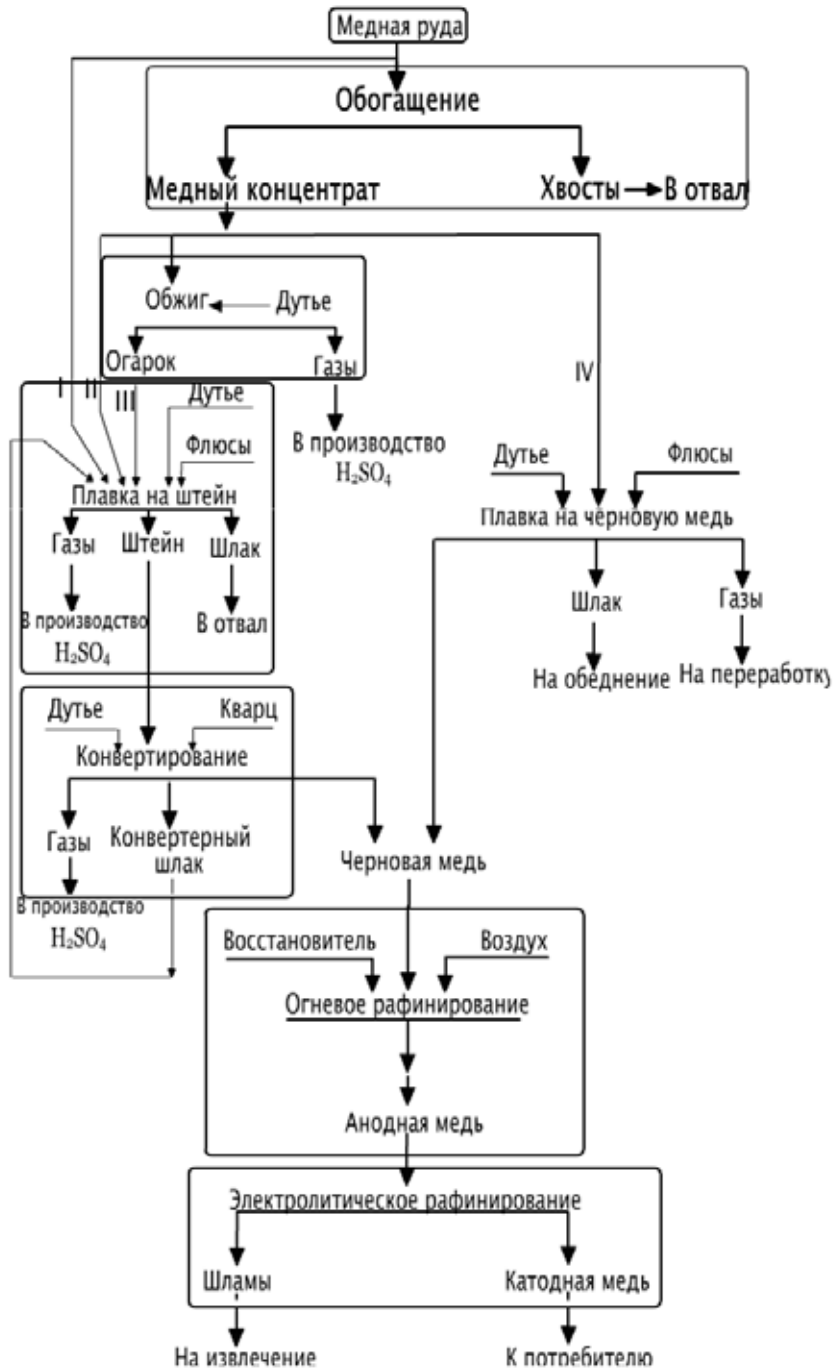 Медная руда
Обогащение
Медный концентрат
Хвосты
В отвал
Обжиг
Дутье
Огарок
Газы
I
II
III
IV
Дутье
В производство
H₂SO₄
Флюсы
Дутье
Флюсы
Плавка на штейн
Плавка на черновую медь
Газы
Штейн
Шлак
В производство
H₂SO₄
В отвал
Шлак
Газы
На обеднение
На переработку
Дутье
Кварц
Конвертирование
Газы
Конвертерный
шлак
Черновая медь
В производство
H₂SO₄
Восстановитель
Воздух
Огневое рафинирование
Анодная медь
Электролитическое рафинирование
Шламы
Катодная медь
На извлечение
К потребителю